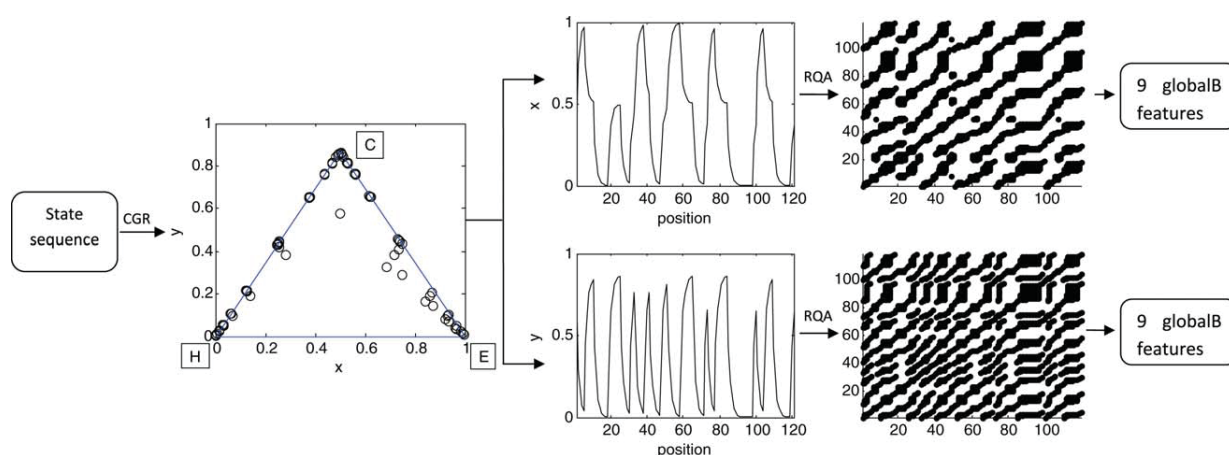 State
sequence
CGR
y
1
0.8
0.6
0.4
0.2
0
0 0.2 0.4 0.6 0.8 1
x
C
H
E
x
1
0.5
0
20 40 60 80 100 120
position
RQA
100
80
60
40
20
20 40 60 80 100
9 globalB
features
y
1
0.5
0
20 40 60 80 100 120
position
RQA
100
80
60
40
20
20 40 60 80 100
9 globalB
features